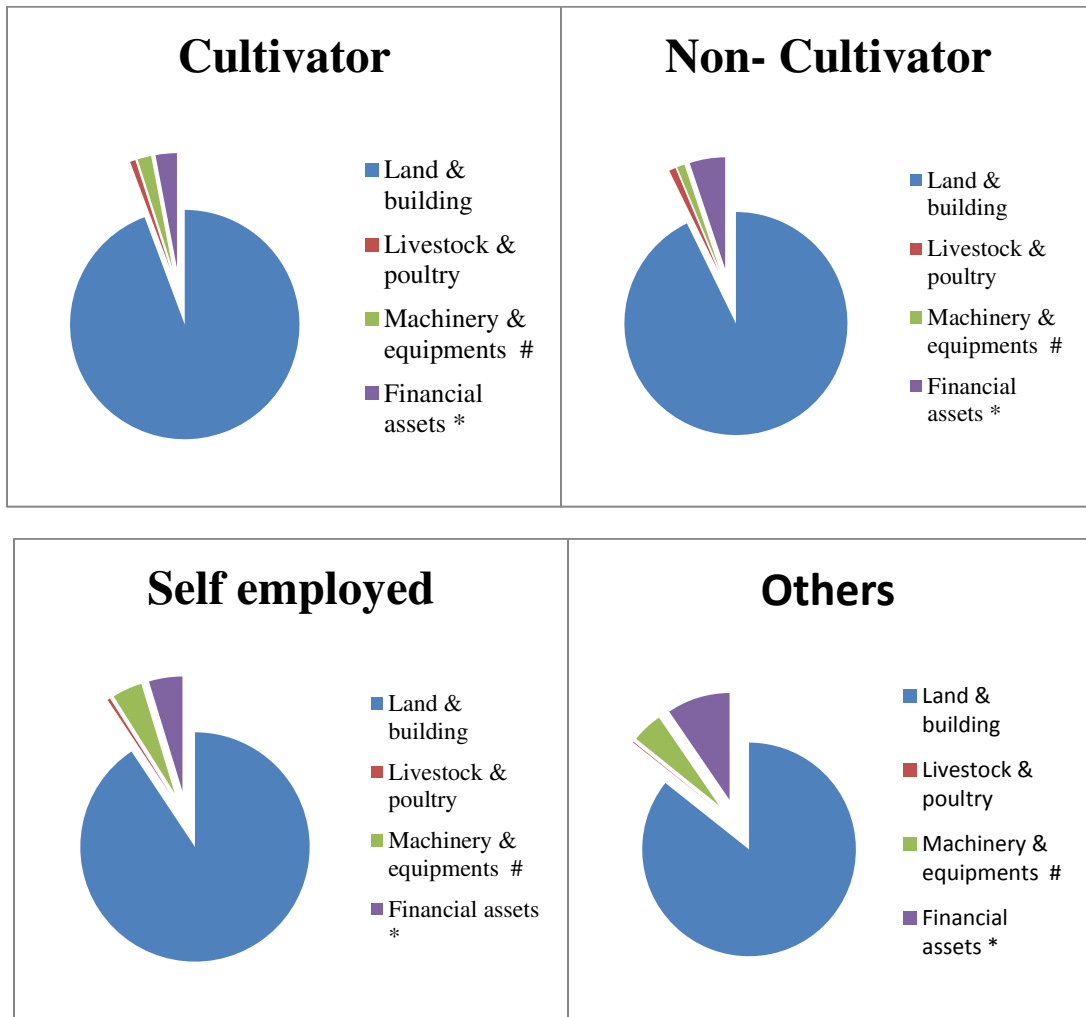 Cultivator
Land &
building
Livestock &
poultry
Machinery &
equipments #
Financial
assets *
Non- Cultivator
Land &
building
Livestock &
poultry
Machinery &
equipments #
Financial
assets *
Self employed
Land &
building
Livestock &
poultry
Machinery &
equipments #
Financial assets
*
Others
Land &
building
Livestock &
poultry
Machinery &
equipments #
Financial
assets *